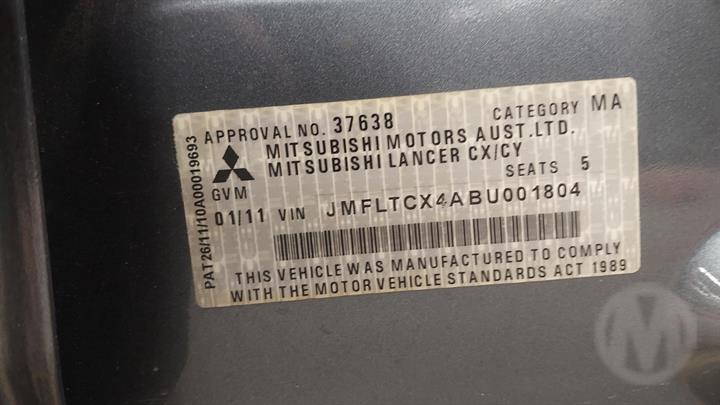 APPROVAL NO. 37638 CATEGORY MA
MITSUBISHI MOTORS AUST. LTD.
MITSUBISHI LANCER CX/CY
GVM SEATS 5
01/11 VIN JMFLTCX4ABU001804
THIS VEHICLE WAS MANUFACTURED TO COMPLY
WITH THE MOTOR VEHICLE STANDARDS ACT 1989
PAT26/11/10A00019693
M